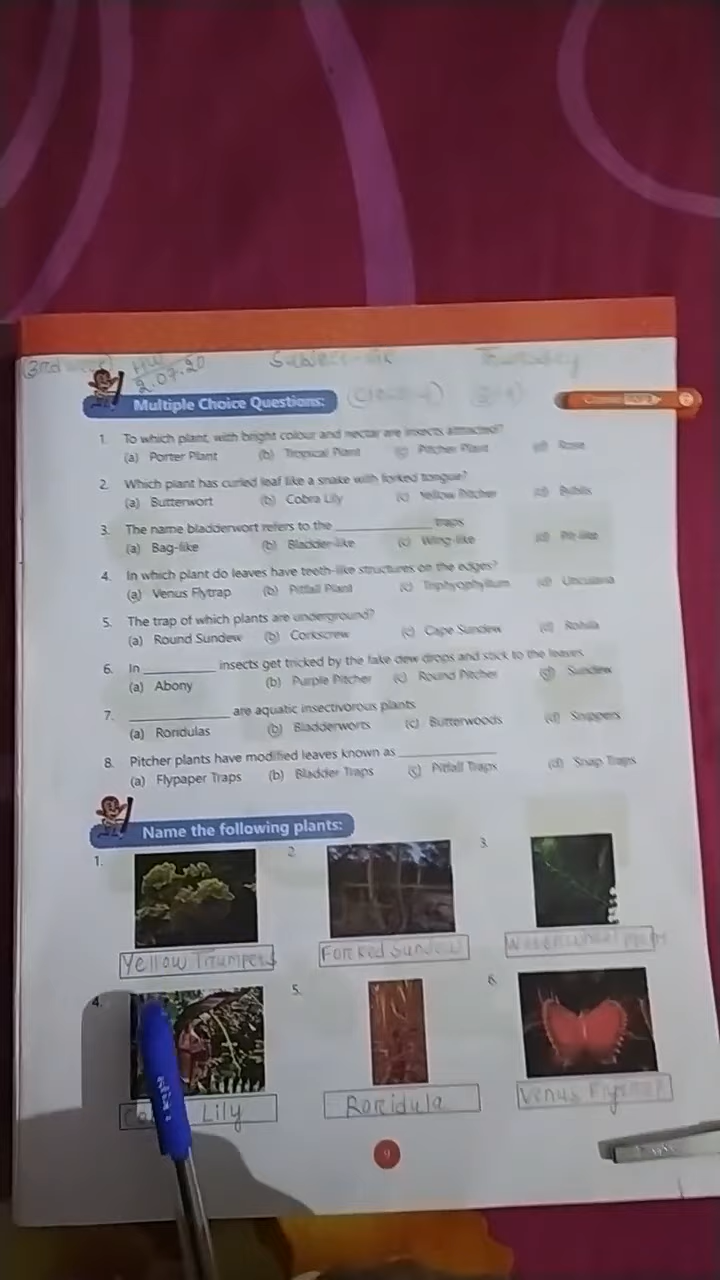 HW
2.07.20
Thursday
Multiple Choice Questions:
1. To which plant, with bright colour and nectar are insects attracted?
(a) Porter Plant (b) Tropical Plant (c) Pitcher Plant (d) Rose
2. Which plant has curled leaf like a snake with forked tongue?
(a) Butterwort (b) Cobra Lily (c) Yellow Pitcher (d) Byblis
3. The name bladderwort refers to the ____________ traps
(a) Bag-like (b) Bladder-like (c) Wing-like (d) Pit-like
4. In which plant do leaves have teeth-like structures on the edges?
(a) Venus Flytrap (b) Pitfall Plant (c) Triphyophyllum (d) Utricularia
5. The trap of which plants are underground?
(a) Round Sundew (b) Corkscrew (c) Cape Sundew (d)
6. In _________ insects get tricked by the fake dew drops and stick to the leaves
(a) Abony (b) Purple Pitcher (c) Round Pitcher (d) Sundew
7. ____________ are aquatic insectivorous plants
(a) Roridulas (b) Bladderworts (c) Butterwoods (d) Snippers
8. Pitcher plants have modified leaves known as ____________
(a) Flypaper Traps (b) Bladder Traps (c) Pitfall Traps (d) Snap Traps
Name the following plants:
1. 2. 3.
Yellow Trumpets Forked Sundew
4. 5. 6.
Lily Roridula Venus
9